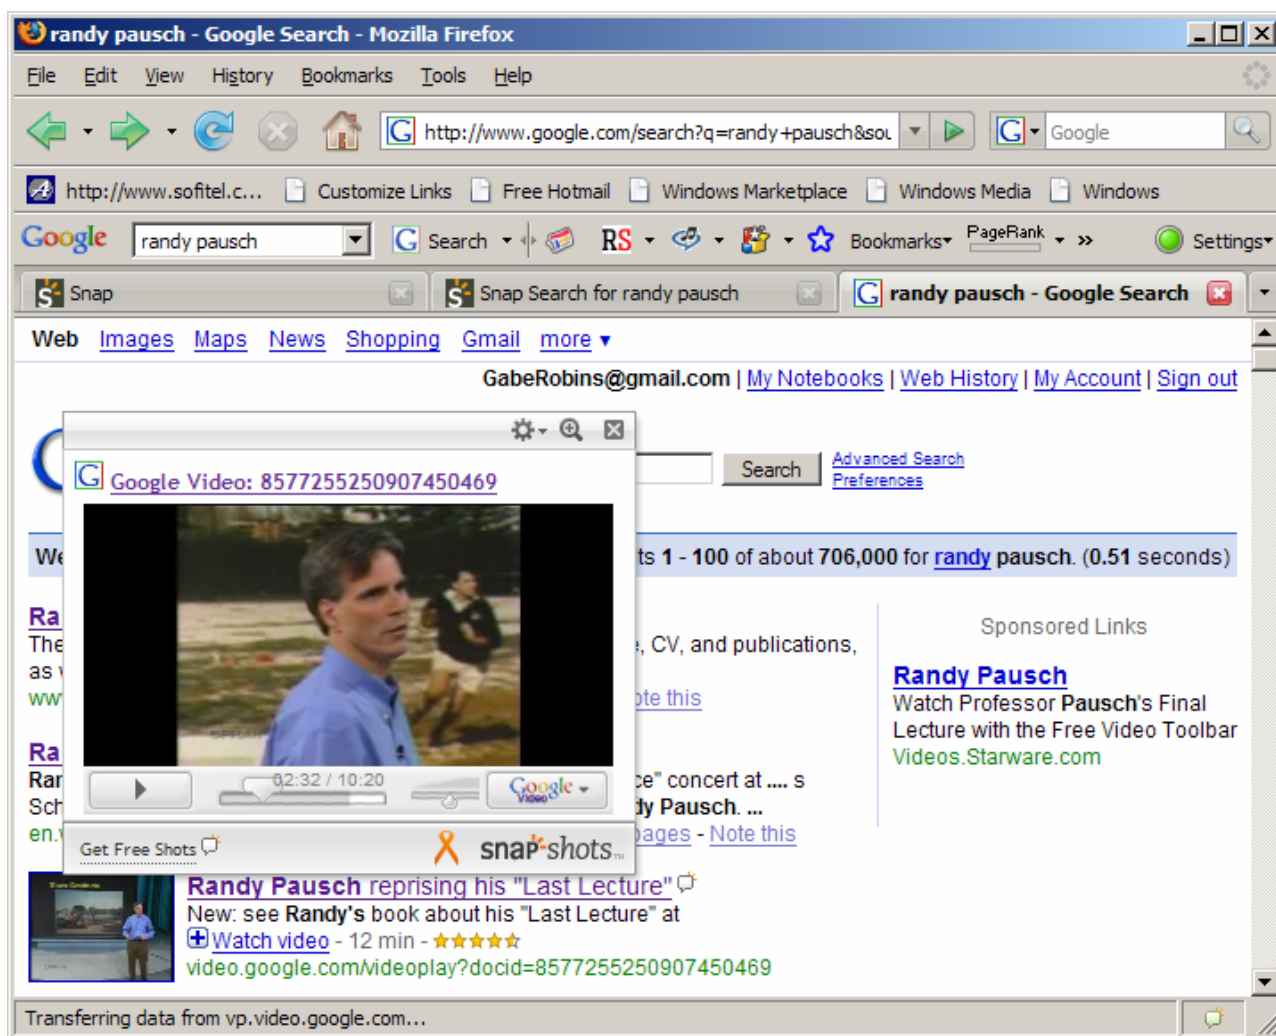 randy pausch - Google Search - Mozilla Firefox
File Edit View History Bookmarks Tools Help
http://www.google.com/search?q=randy+pausch&sou Google
http://www.sofitel.c... Customize Links Free Hotmail Windows Marketplace Windows Media Windows
Google randy pausch Search RS Bookmarks PageRank » Settings
Snap Snap Search for randy pausch randy pausch - Google Search
Web Images Maps News Shopping Gmail more
GabeRobins@gmail.com | My Notebooks | Web History | My Account | Sign out
Google Video: 8577255250907450469
Search Advanced Search
Preferences
ts 1 - 100 of about 706,000 for randy pausch. (0.51 seconds)
, CV, and publications,
Note this
ce" concert at .... s
dy Pausch. ...
pages - Note this
Sponsored Links
Randy Pausch
Watch Professor Pausch's Final
Lecture with the Free Video Toolbar
Videos.Starware.com
02:32 / 10:20 Google Video
Get Free Shots snap shots
Randy Pausch reprising his "Last Lecture"
New: see Randy's book about his "Last Lecture" at
Watch video - 12 min -
video.google.com/videoplay?docid=8577255250907450469
Transferring data from vp.video.google.com...